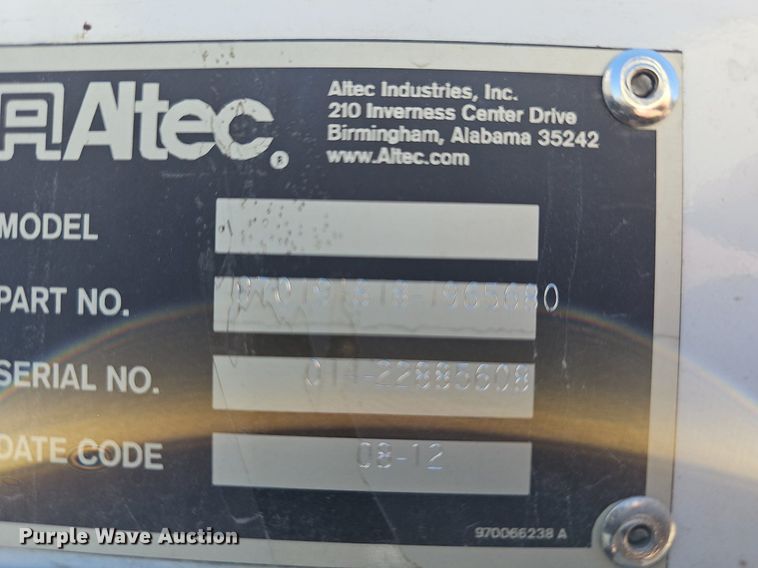 Altec®
Altec Industries, Inc.
210 Inverness Center Drive
Birmingham, Alabama 35242
www.Altec.com
MODEL
PART NO.
SERIAL NO.
DATE CODE 08-12
970066238 A
Purple Wave Auction